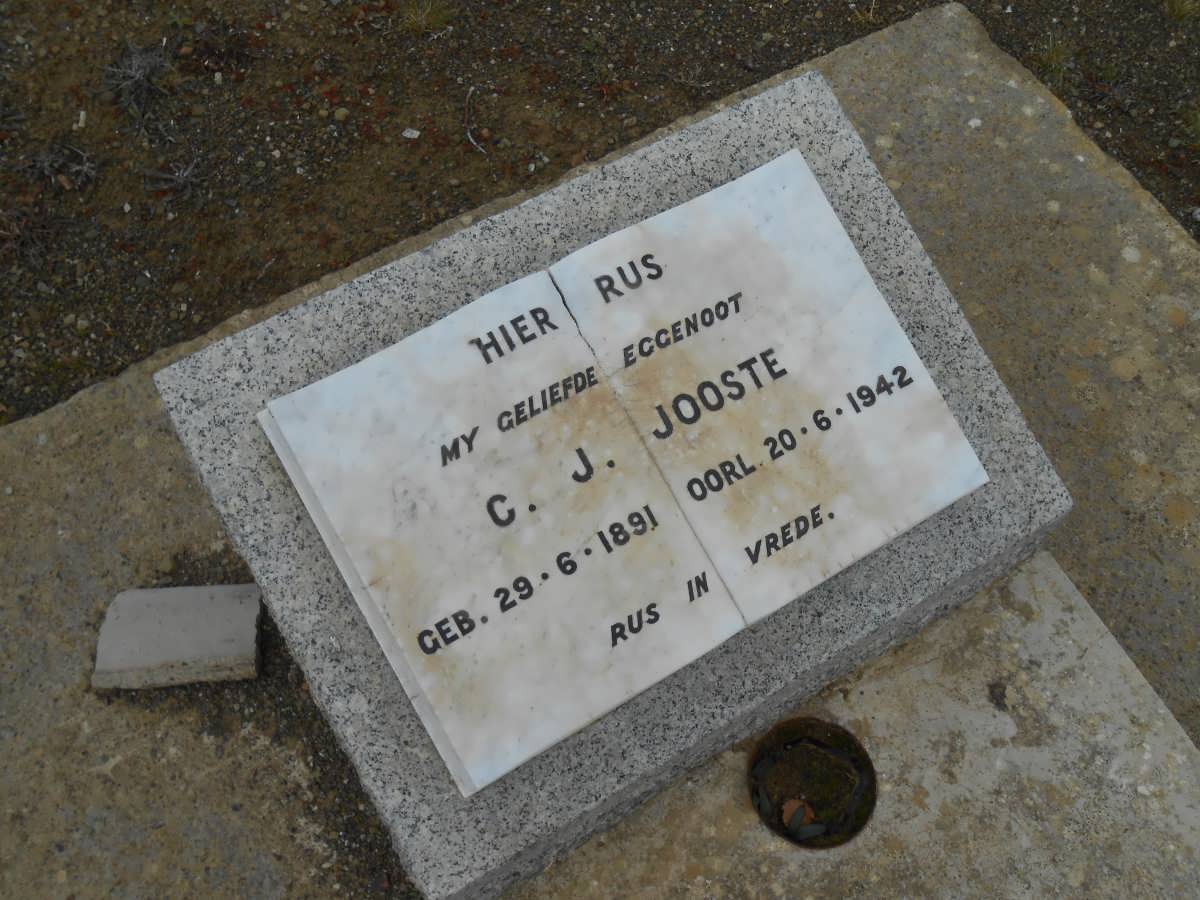 HIER RUS
MY GELIEFDE EGGENOOT
C. J. JOOSTE
GEB. 29·6·1891 OORL. 20·6·1942
RUS IN VREDE.